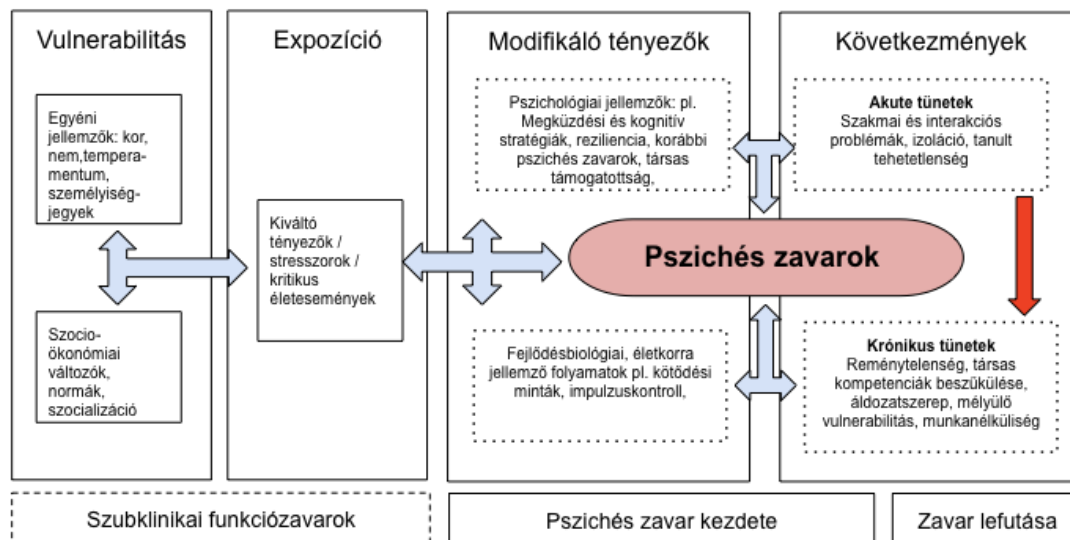 Vulnerabilitás
Egyéni
jellemzők: kor,
nem,tempera-
mentum,
személyiség-
jegyek
Szocio-
ökonómiai
változók,
normák,
szocializáció
Expozíció
Kiváltó
tényezők /
stresszorok /
kritikus
életesemények
Modifikáló tényezők
Pszichológiai jellemzők: pl.
Megküzdési és kognitív
stratégiák, reziliencia, korábbi
pszichés zavarok, társas
támogatottság,
Pszichés zavarok
Fejlődésbiológiai, életkorra
jellemző folyamatok pl. kötődési
minták, impulzuskontroll,
Következmények
Akute tünetek
Szakmai és interakciós
problémák, izoláció, tanult
tehetetlenség
Krónikus tünetek
Reménytelenség, társas
kompetenciák beszűkülése,
áldozatszerep, mélyülő
vulnerabilitás, munkanélküliség
Szubklinikai funkciózavarok
Pszichés zavar kezdete
Zavar lefutása